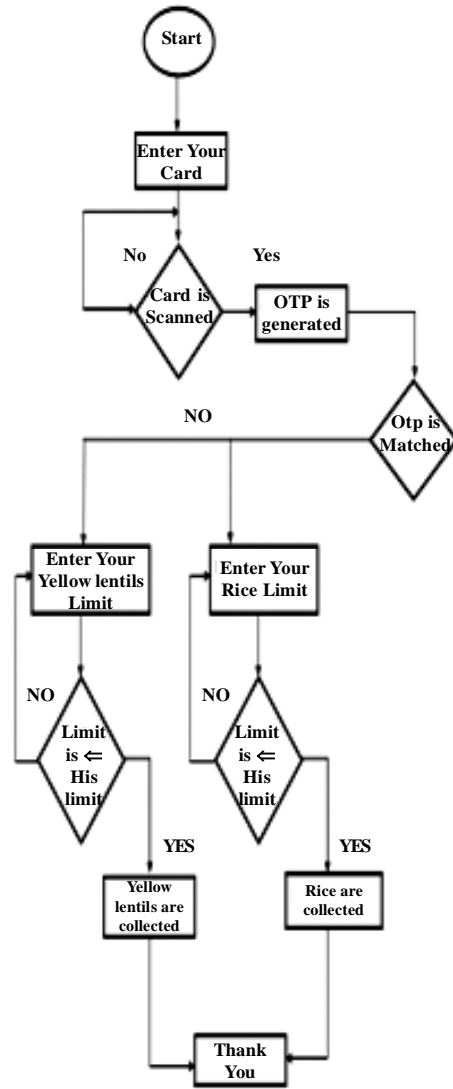 Start
Enter Your
Card
No
Yes
Card is
Scanned
OTP is
generated
Otp is
Matched
NO
Enter Your
Yellow lentils
Limit
Enter Your
Rice Limit
NO
Limit
is ⇐
His
limit
NO
Limit
is ⇐
His
limit
YES
YES
Yellow
lentils are
collected
Rice are
collected
Thank
You